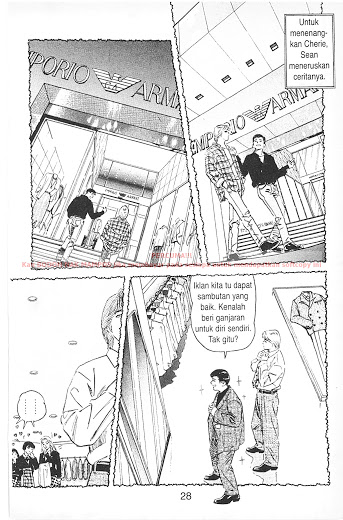 Untuk
menenang-
kan Cherie,
Sean
meneruskan
ceritanya.
EMPORIO ARMANI
EMPORIO ARMANI
Iklan kita tu dapat
sambutan yang
baik. Kenalah
beri ganjaran
untuk diri sendiri.
Tak gitu?
28